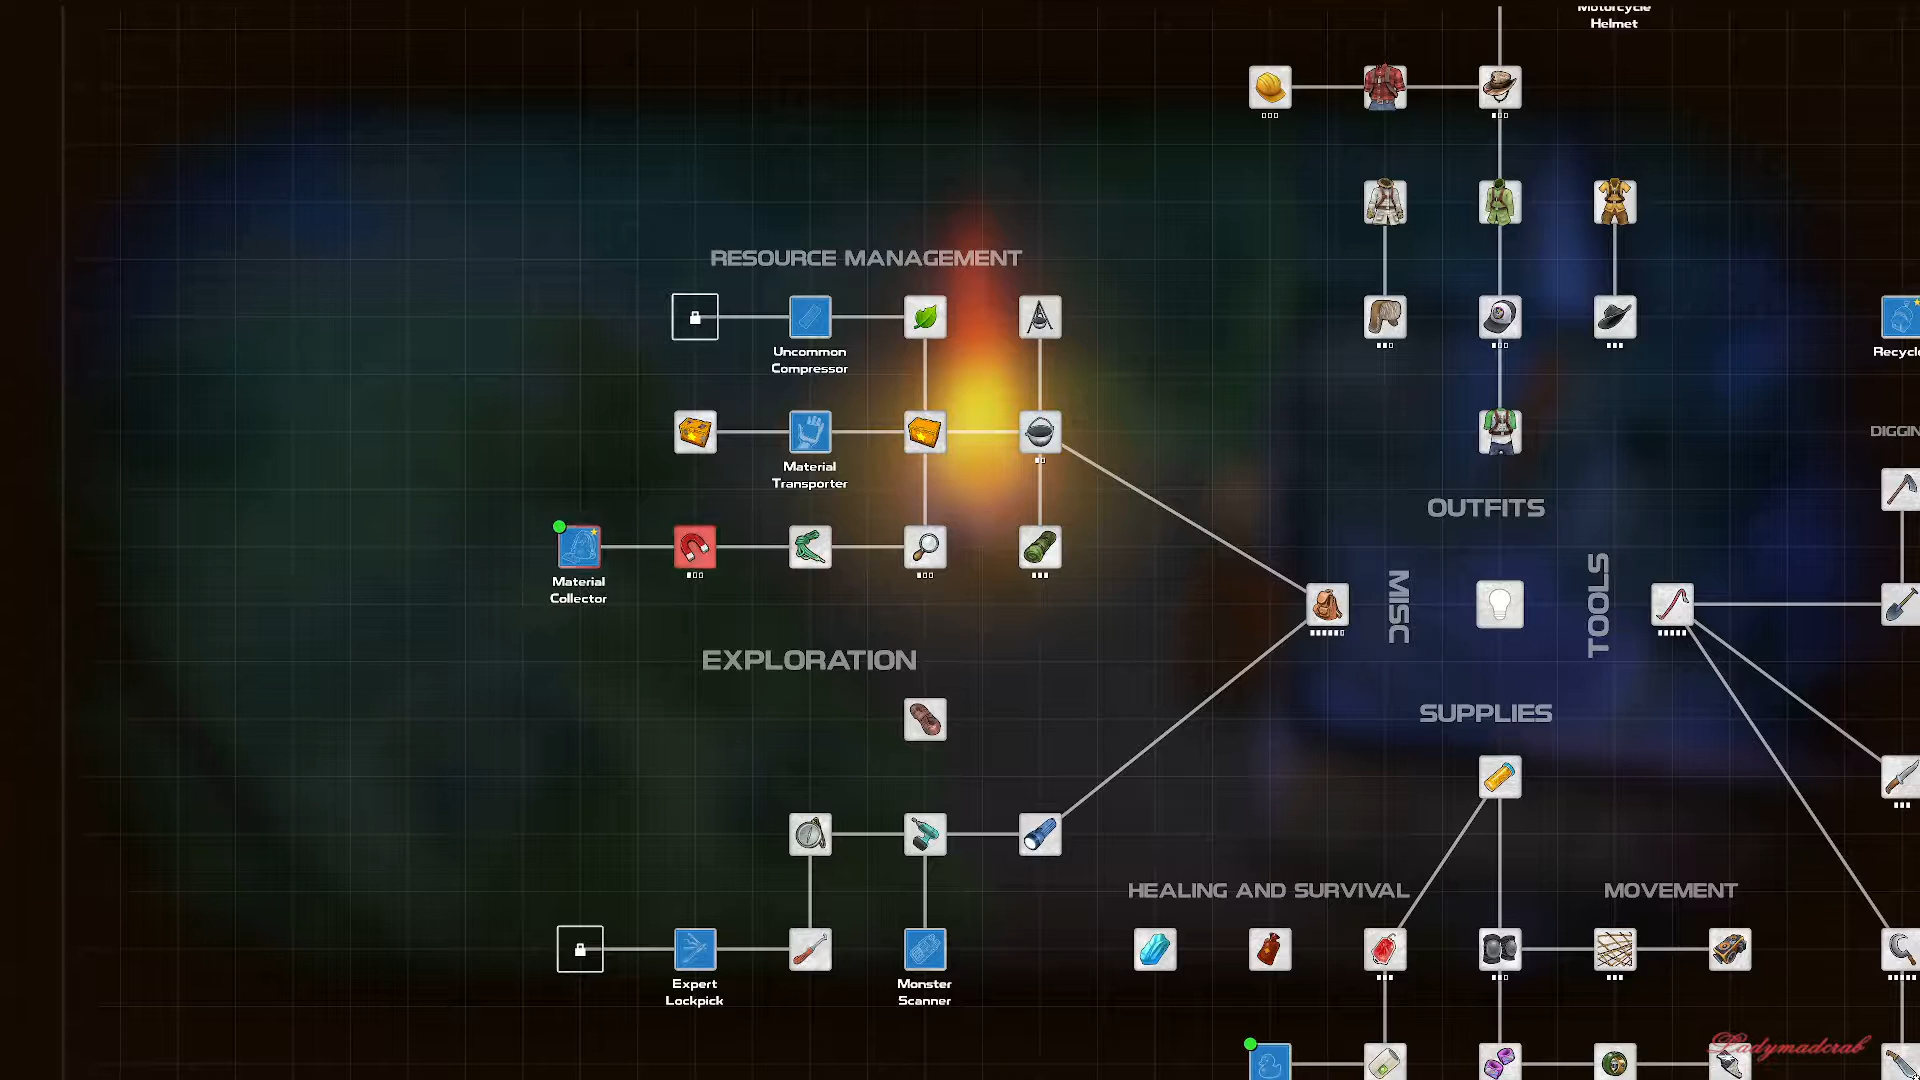 Motorcycle
Helmet
RESOURCE MANAGEMENT
Uncommon
Compressor
Recycle
Material
Transporter
DIGGIN
OUTFITS
Material
Collector
MISC
TOOLS
EXPLORATION
SUPPLIES
HEALING AND SURVIVAL
MOVEMENT
Expert
Lockpick
Monster
Scanner
Ladymadcrab